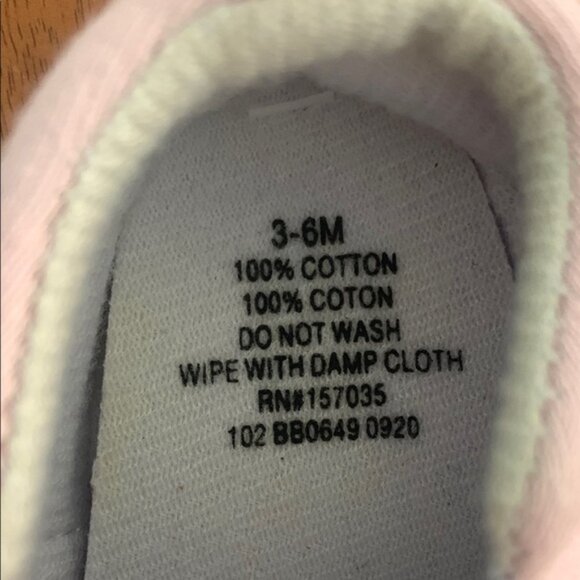 3-6M
100% COTTON
100% COTON
DO NOT WASH
WIPE WITH DAMP CLOTH
RN#157035
102 BB0649 0920